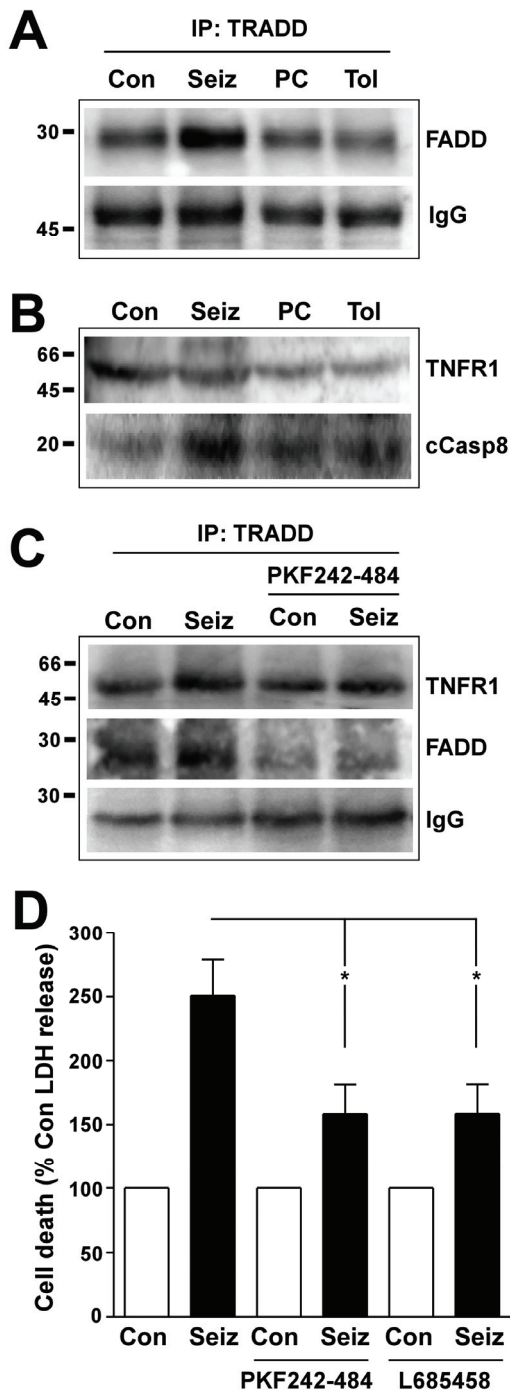 A
IP: TRADD
Con Seiz PC Tol
30
FADD
IgG
45
B
Con Seiz PC Tol
66
TNFR1
45
20
cCasp8
C
IP: TRADD
PKF242-484
Con Seiz Con Seiz
66
TNFR1
45
30
FADD
30
IgG
D
Cell death (% Con LDH release)
300
250
200
150
100
50
0
* *
Con Seiz Con Seiz Con Seiz
PKF242-484 L685458